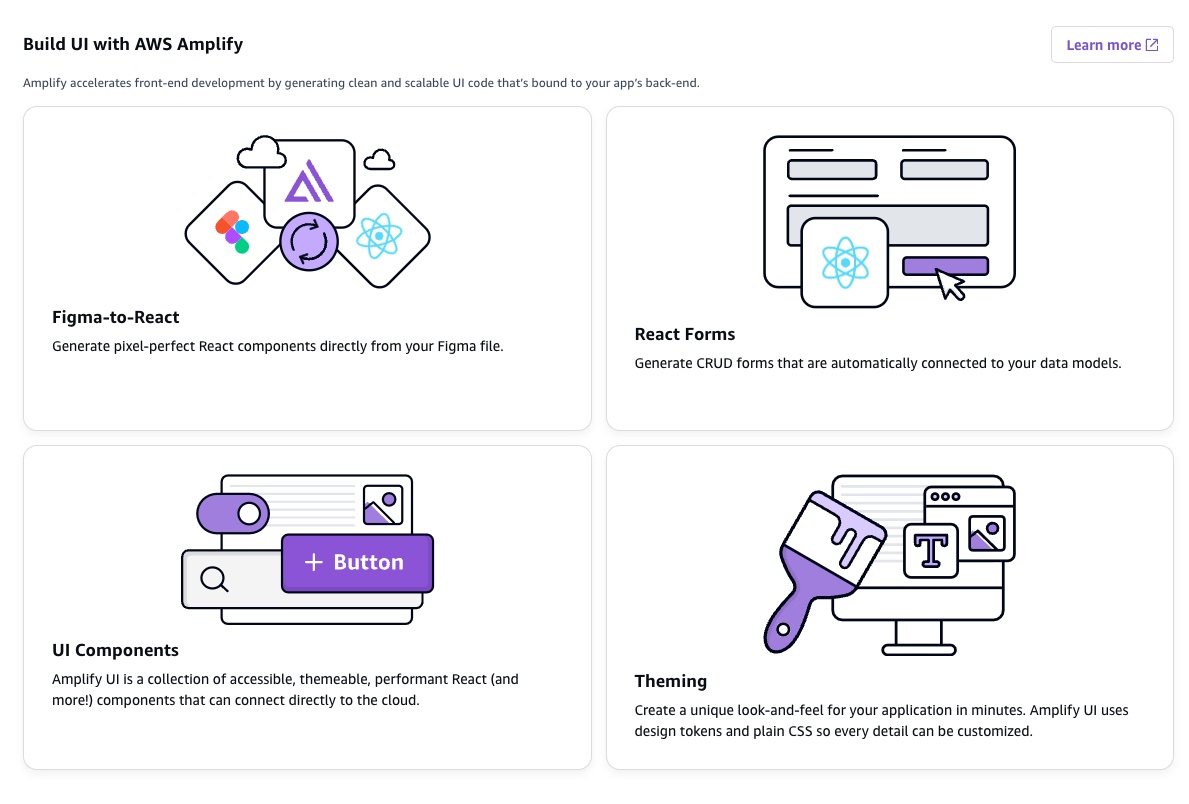 Build UI with AWS Amplify
Learn more
Amplify accelerates front-end development by generating clean and scalable UI code that's bound to your app's back-end.
Figma-to-React
Generate pixel-perfect React components directly from your Figma file.
React Forms
Generate CRUD forms that are automatically connected to your data models.
+ Button
UI Components
Amplify UI is a collection of accessible, themeable, performant React (and
more!) components that can connect directly to the cloud.
T
Theming
Create a unique look-and-feel for your application in minutes. Amplify UI uses
design tokens and plain CSS so every detail can be customized.